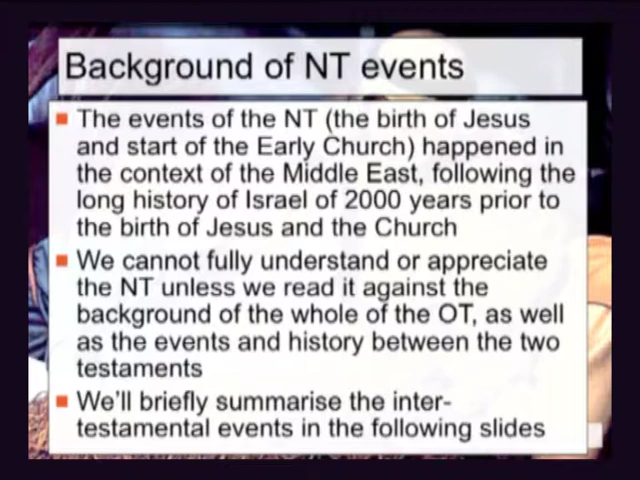 Background of NT events
The events of the NT (the birth of Jesus
and start of the Early Church) happened in
the context of the Middle East, following the
long history of Israel of 2000 years prior to
the birth of Jesus and the Church
We cannot fully understand or appreciate
the NT unless we read it against the
background of the whole of the OT, as well
as the events and history between the two
testaments
We'll briefly summarise the inter-
testamental events in the following slides